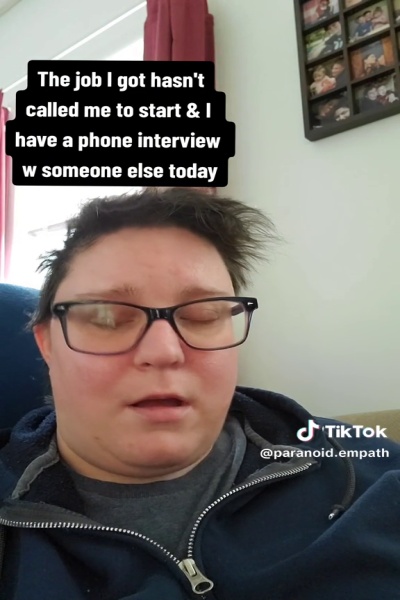 The job I got hasn't
called me to start & I
have a phone interview
w someone else today
TikTok
@paranoid.empath